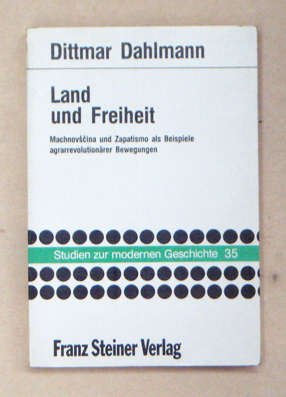 Dittmar Dahlmann
Land
und Freiheit
Machnovščina und Zapatismo als Beispiele
agrarrevolutionärer Bewegungen
Studien zur modernen Geschichte 35
Franz Steiner Verlag